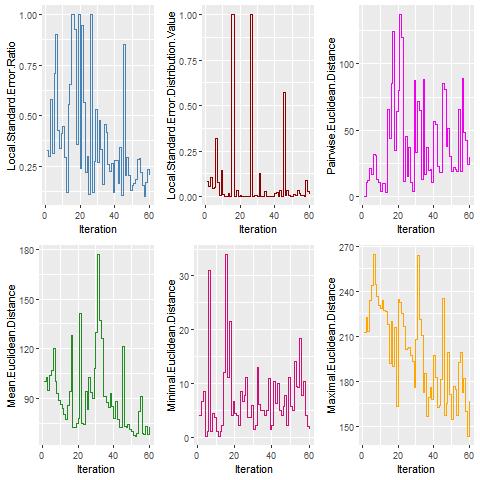 Local.Standard.Error.Ratio
1.00
0.75
0.50
0.25
0 20 40 60
Iteration
Local.Standard.Error.Distribution.Value
1.00
0.75
0.50
0.25
0.00
0 20 40 60
Iteration
Pairwise.Euclidean.Distance
100
50
0
0 20 40 60
Iteration
Mean.Euclidean.Distance
180
150
120
90
0 20 40 60
Iteration
Minimal.Euclidean.Distance
30
20
10
0
0 20 40 60
Iteration
Maximal.Euclidean.Distance
270
240
210
180
150
0 20 40 60
Iteration